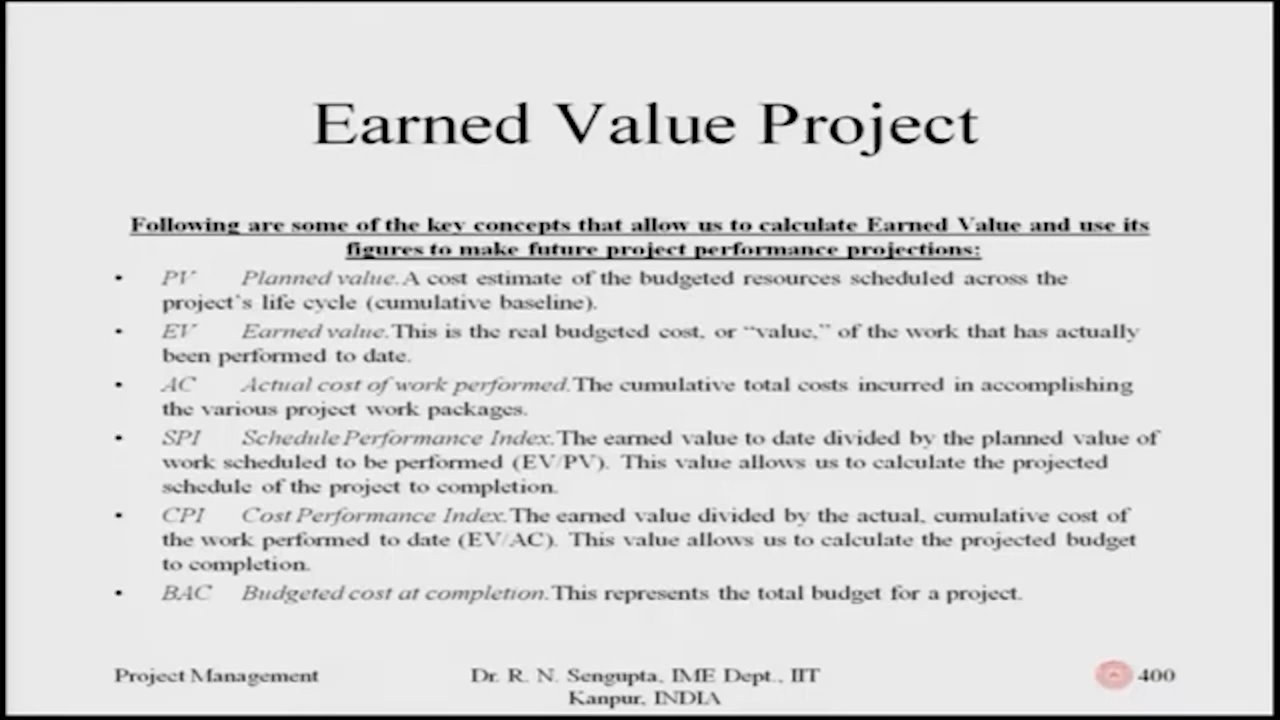 Earned Value Project
Following are some of the key concepts that allow us to calculate Earned Value and use its
figures to make future project performance projections:
• PV Planned value. A cost estimate of the budgeted resources scheduled across the
project's life cycle (cumulative baseline).
• EV Earned value. This is the real budgeted cost, or “value,” of the work that has actually
been performed to date.
• AC Actual cost of work performed. The cumulative total costs incurred in accomplishing
the various project work packages.
• SPI Schedule Performance Index. The earned value to date divided by the planned value of
work scheduled to be performed (EV/PV). This value allows us to calculate the projected
schedule of the project to completion.
• CPI Cost Performance Index. The earned value divided by the actual, cumulative cost of
the work performed to date (EV/AC). This value allows us to calculate the projected budget
to completion.
• BAC Budgeted cost at completion. This represents the total budget for a project.
Project Management
Dr. R. N. Sengupta, IME Dept., IIT
Kanpur, INDIA
400